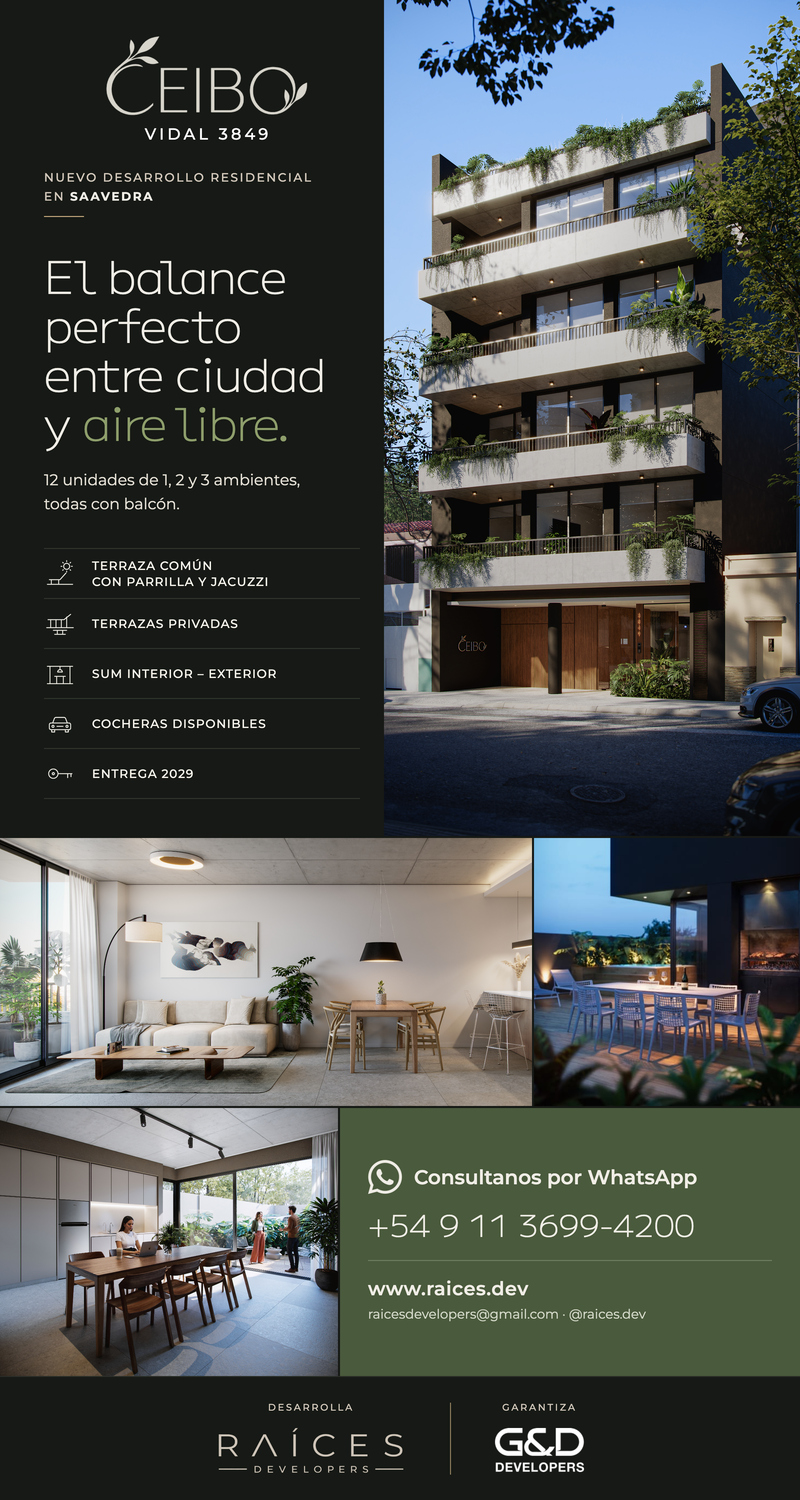 CEIBO
VIDAL 3849
NUEVO DESARROLLO RESIDENCIAL
EN SAAVEDRA
El balance
perfecto
entre ciudad
y aire libre.
12 unidades de 1, 2 y 3 ambientes,
todas con balcón.
TERRAZA COMÚN
CON PARRILLA Y JACUZZI
TERRAZAS PRIVADAS
SUM INTERIOR – EXTERIOR
COCHERAS DISPONIBLES
ENTREGA 2029
CEIBO
Consultanos por WhatsApp
+54 9 11 3699-4200
www.raices.dev
raicesdevelopers@gmail.com · @raices.dev
DESARROLLA
RAÍCES
DEVELOPERS
GARANTIZA
G&D
DEVELOPERS